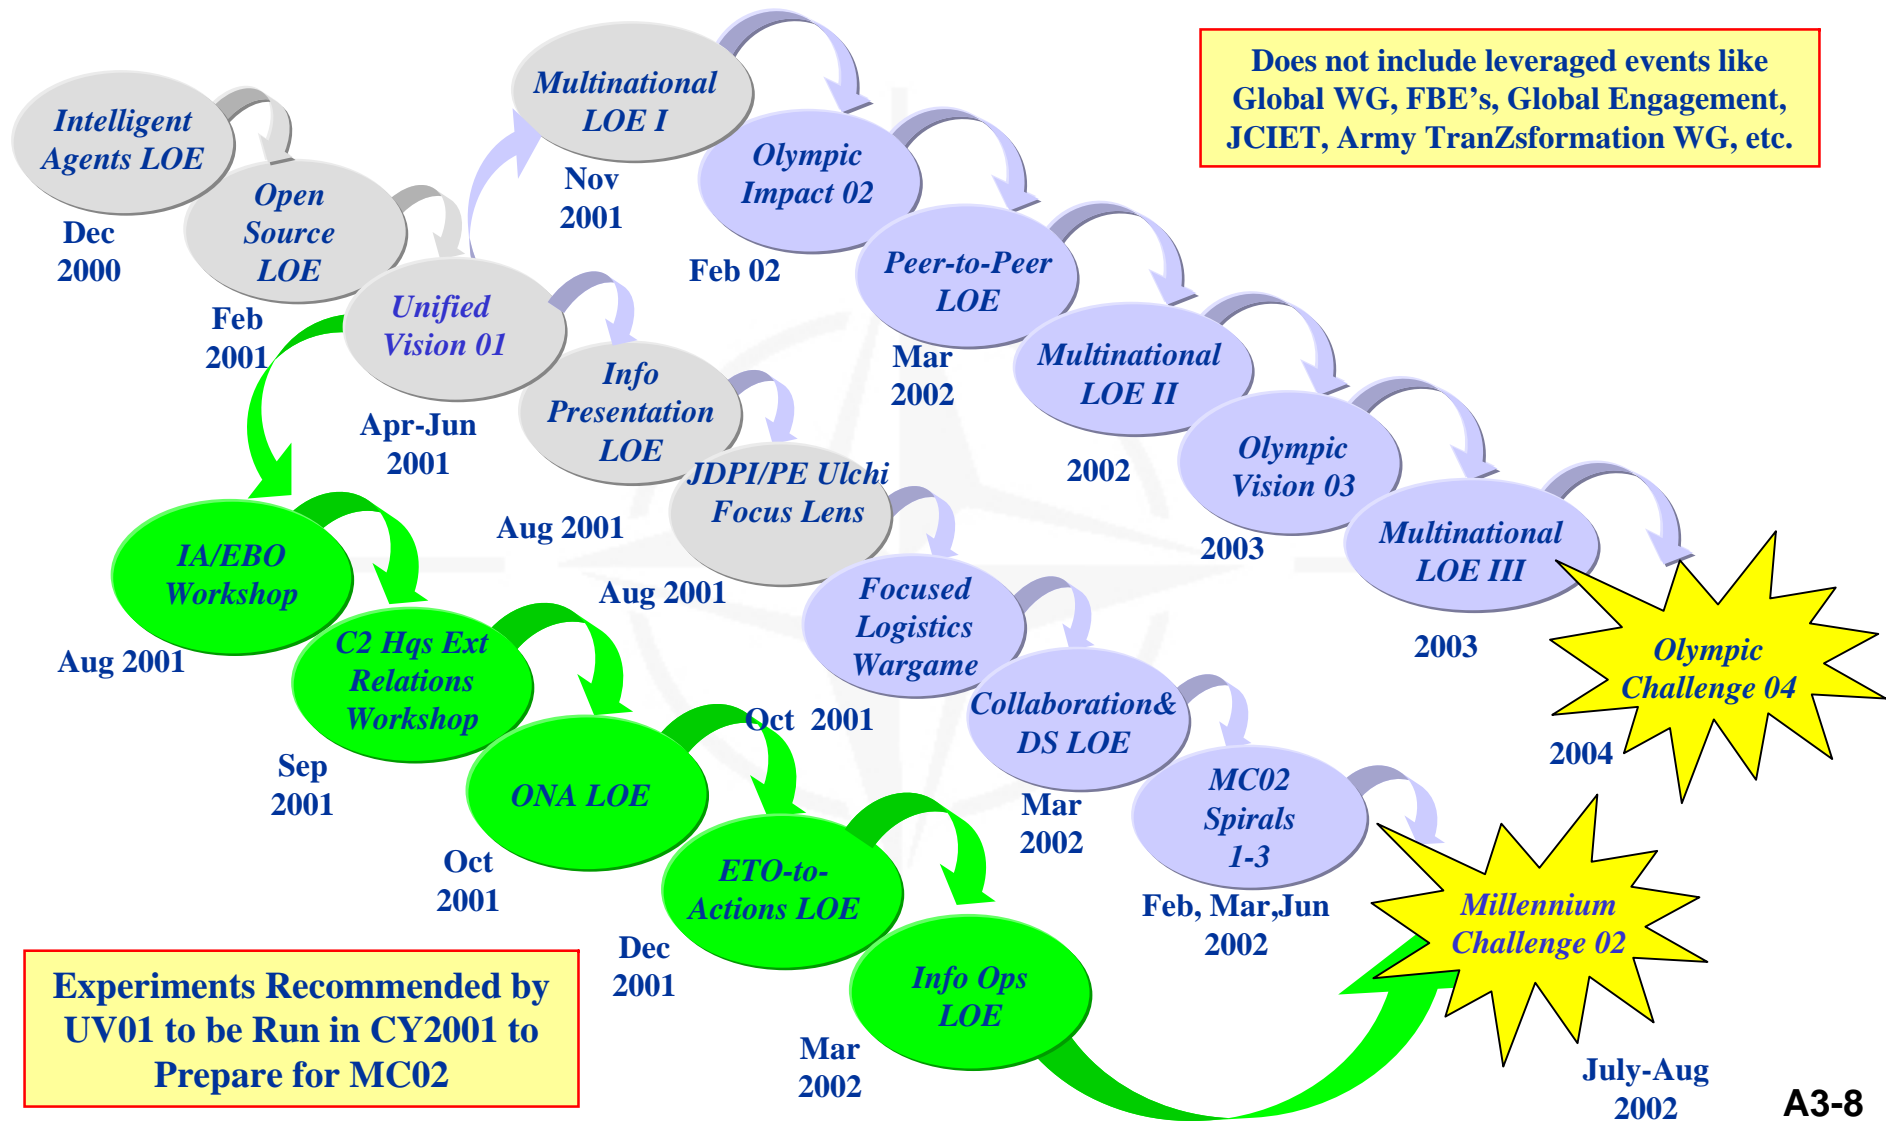 Does not include leveraged events like
Global WG, FBE's, Global Engagement,
JCIET, Army TranZsformation WG, etc.
Intelligent
Agents LOE
Dec
2000
Open
Source
LOE
Feb
2001
Unified
Vision 01
Apr-Jun
2001
Multinational
LOE I
Nov
2001
Olympic
Impact 02
Feb 02
Peer-to-Peer
LOE
Mar
2002
Multinational
LOE II
2002
Olympic
Vision 03
2003
Multinational
LOE III
2003
Olympic
Challenge 04
2004
Info
Presentation
LOE
Aug 2001
JDPI/PE Ulchi
Focus Lens
Aug 2001
Focused
Logistics
Wargame
Oct 2001
Collaboration&
DS LOE
Mar
2002
MC02
Spirals
1-3
Feb, Mar,Jun
2002
Millennium
Challenge 02
July-Aug
2002
IA/EBO
Workshop
Aug 2001
C2 Hqs Ext
Relations
Workshop
Sep
2001
ONA LOE
Oct
2001
ETO-to-
Actions LOE
Dec
2001
Info Ops
LOE
Mar
2002
Experiments Recommended by
UV01 to be Run in CY2001 to
Prepare for MC02
A3-8